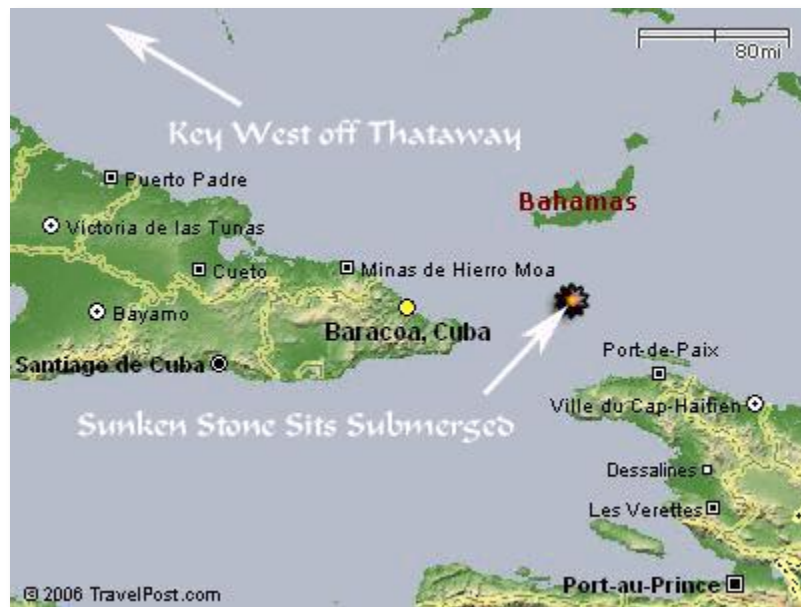 80mi
Key West off Thataway
Puerto Padre
Bahamas
Victoria de las Tunas
Cueto
Minas de Hierro Moa
Bayamo
Baracoa, Cuba
Santiago de Cuba
Port-de-Paix
Ville du Cap-Haitien
Sunken Stone Sits Submerged
Dessalines
Les Verettes
Port-au-Prince
© 2006 TravelPost.com